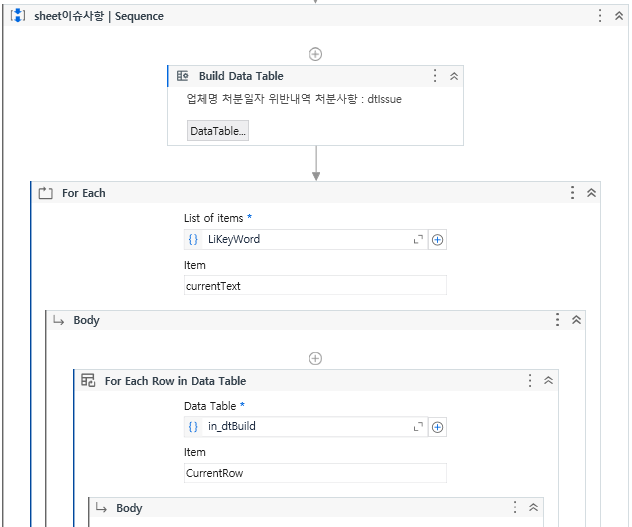 sheet이슈사항 | Sequence
Build Data Table
업체명 처분일자 위반내역 처분사항 : dtIssue
DataTable...
For Each
List of items *
{} LiKeyWord
Item
currentText
Body
For Each Row in Data Table
Data Table *
{} in_dtBuild
Item
CurrentRow
Body